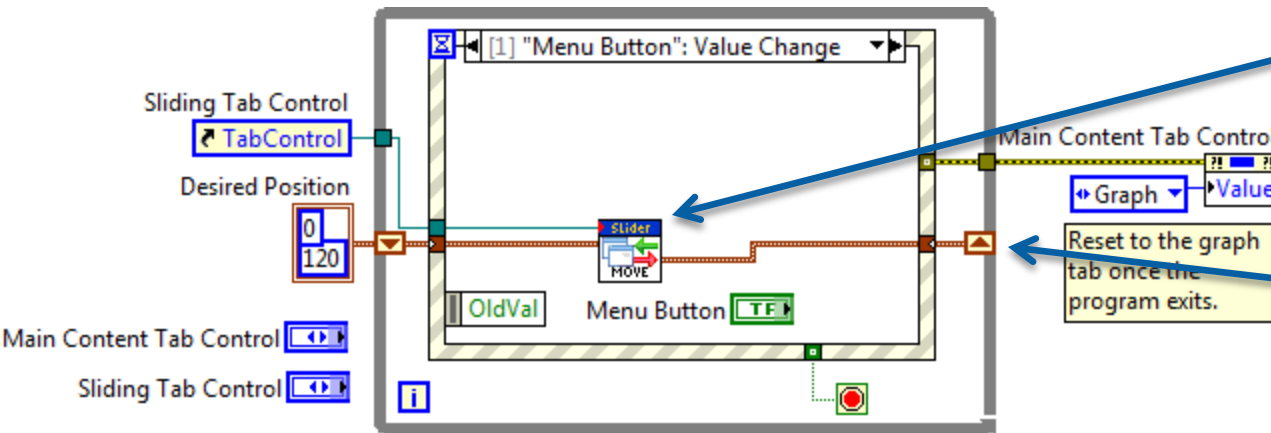 [1] "Menu Button": Value Change
Sliding Tab Control
TabControl
Main Content Tab Control
Desired Position
Graph
Value
0
120
Slider
MOVE
Reset to the graph
tab once the
program exits.
OldVal
Menu Button
TF
Main Content Tab Control
Sliding Tab Control
i